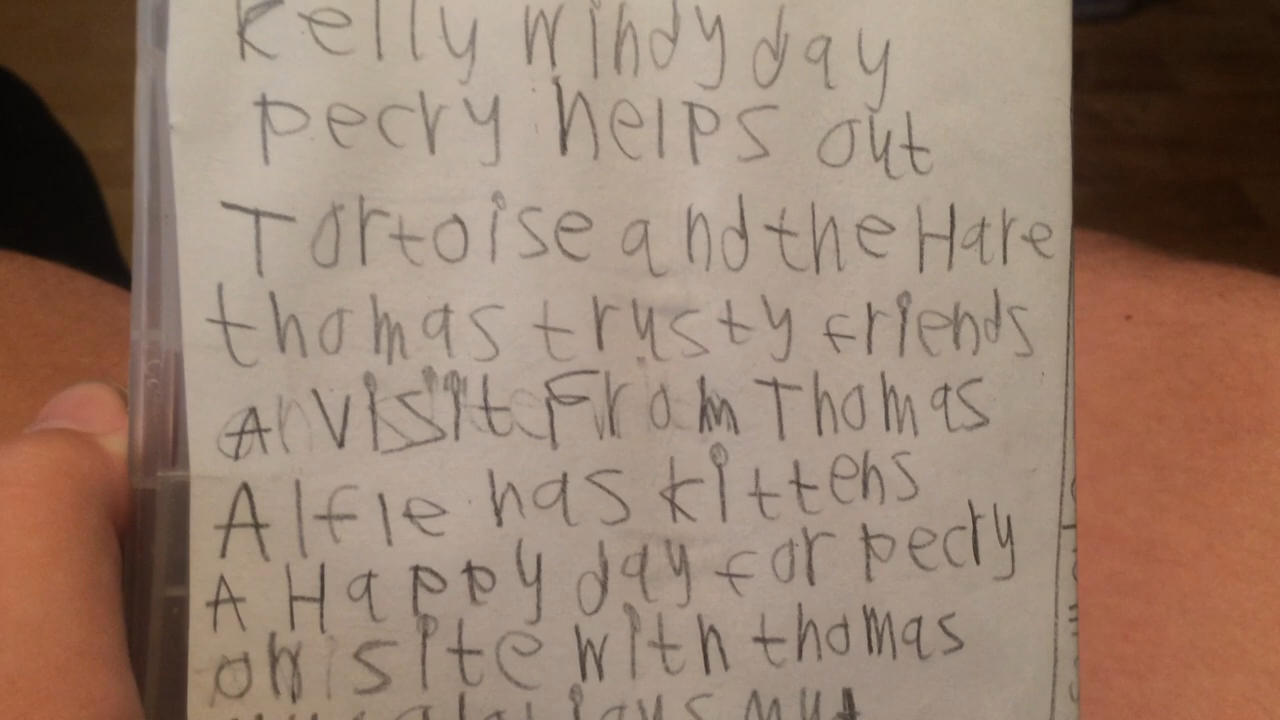 Kelly windy day
pecry helps out
Tortoise and the Hare
thomas trusty friends
A visit From Thomas
Alfie has kittens
A Happy day for pecry
on site with thomas